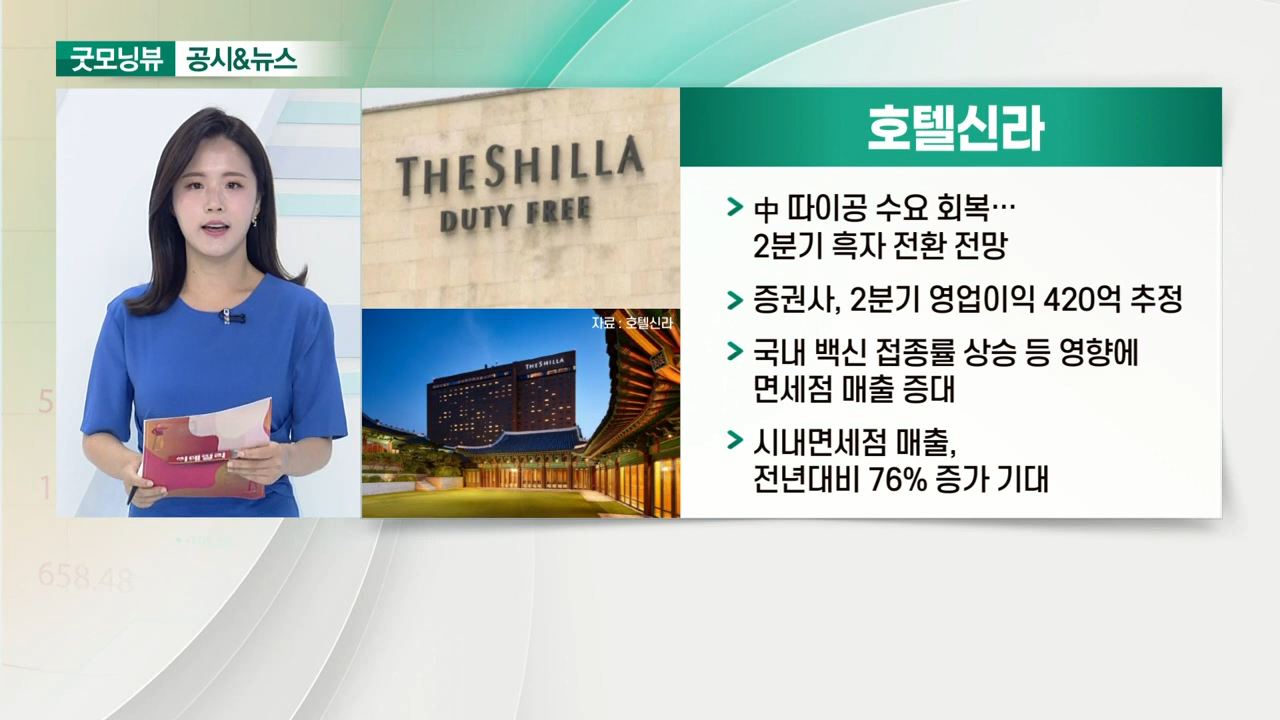 굿모닝뷰 공시&뉴스
THE SHILLA
DUTY FREE
자료 : 호텔신라
THE SHILLA
호텔신라
> 中 따이공 수요 회복…
2분기 흑자 전환 전망
> 증권사, 2분기 영업이익 420억 추정
> 국내 백신 접종률 상승 등 영향에
면세점 매출 증대
> 시내면세점 매출,
전년대비 76% 증가 기대
658.48